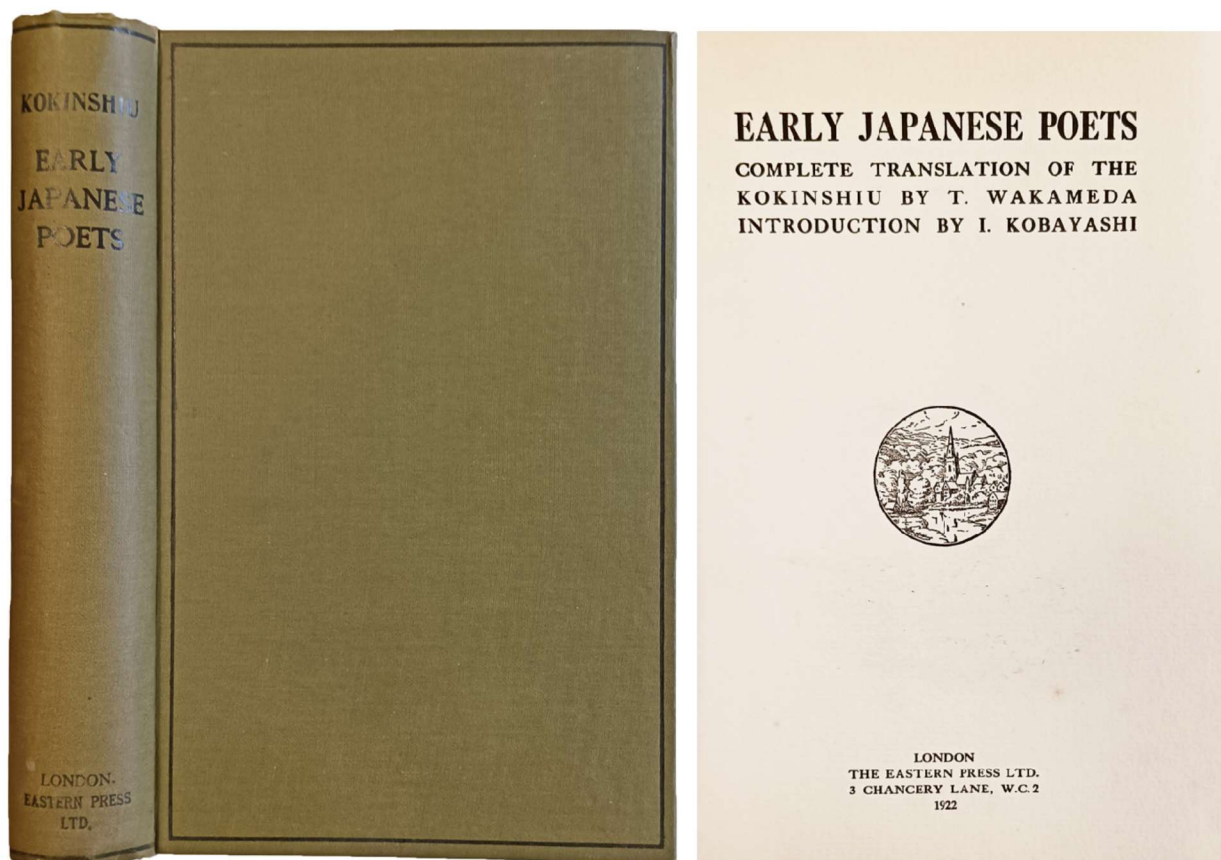 KOKINSHIU
EARLY
JAPANESE
POETS
LONDON.
EASTERN PRESS
LTD.
EARLY JAPANESE POETS
COMPLETE TRANSLATION OF THE
KOKINSHIU BY T. WAKAMEDA
INTRODUCTION BY I. KOBAYASHI
LONDON
THE EASTERN PRESS LTD.
3 CHANCERY LANE, W.C.2
1922